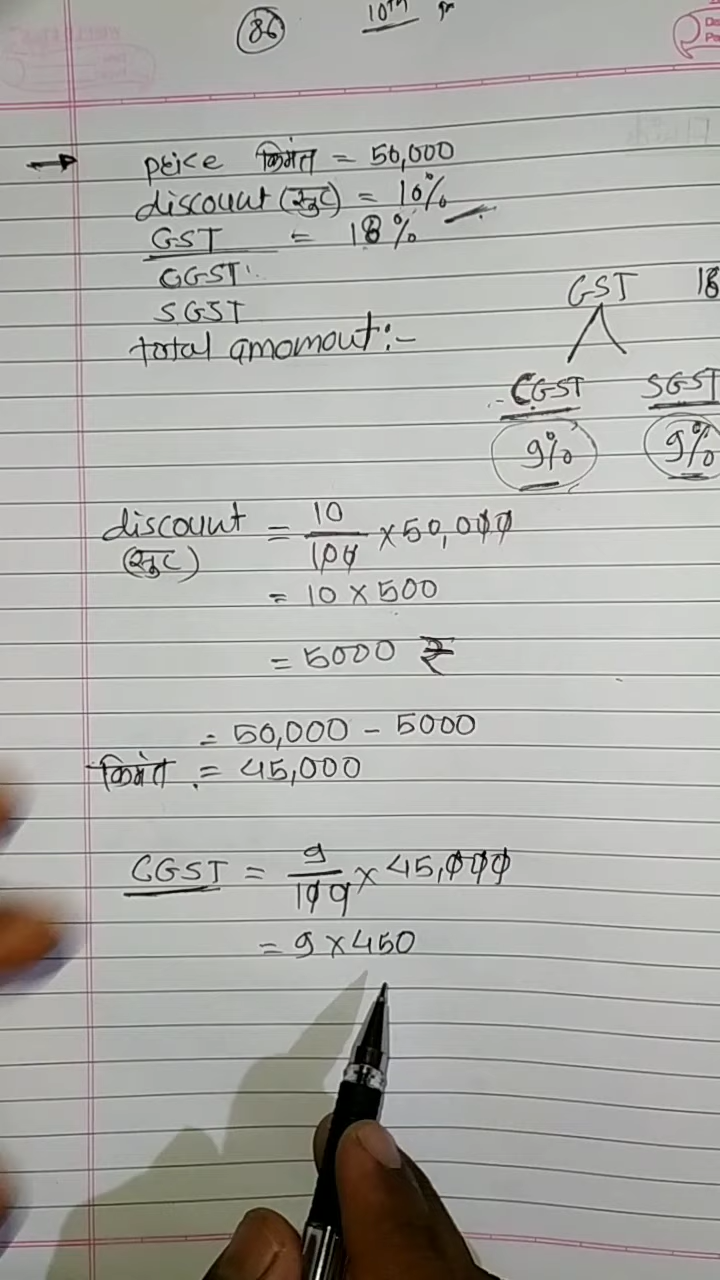 86 10th
price किमंत = 50,000
discount (सुट) = 10%
GST = 18%
CGST
SGST
total amomout:-
GST 18
CGST SGST
9% 9%
discount = 10/100 × 50,000
(सुट)
= 10 × 500
= 5000 ₹
= 50,000 - 5000
किमंत = 45,000
CGST = 9/100 × 45,000
= 9 × 450